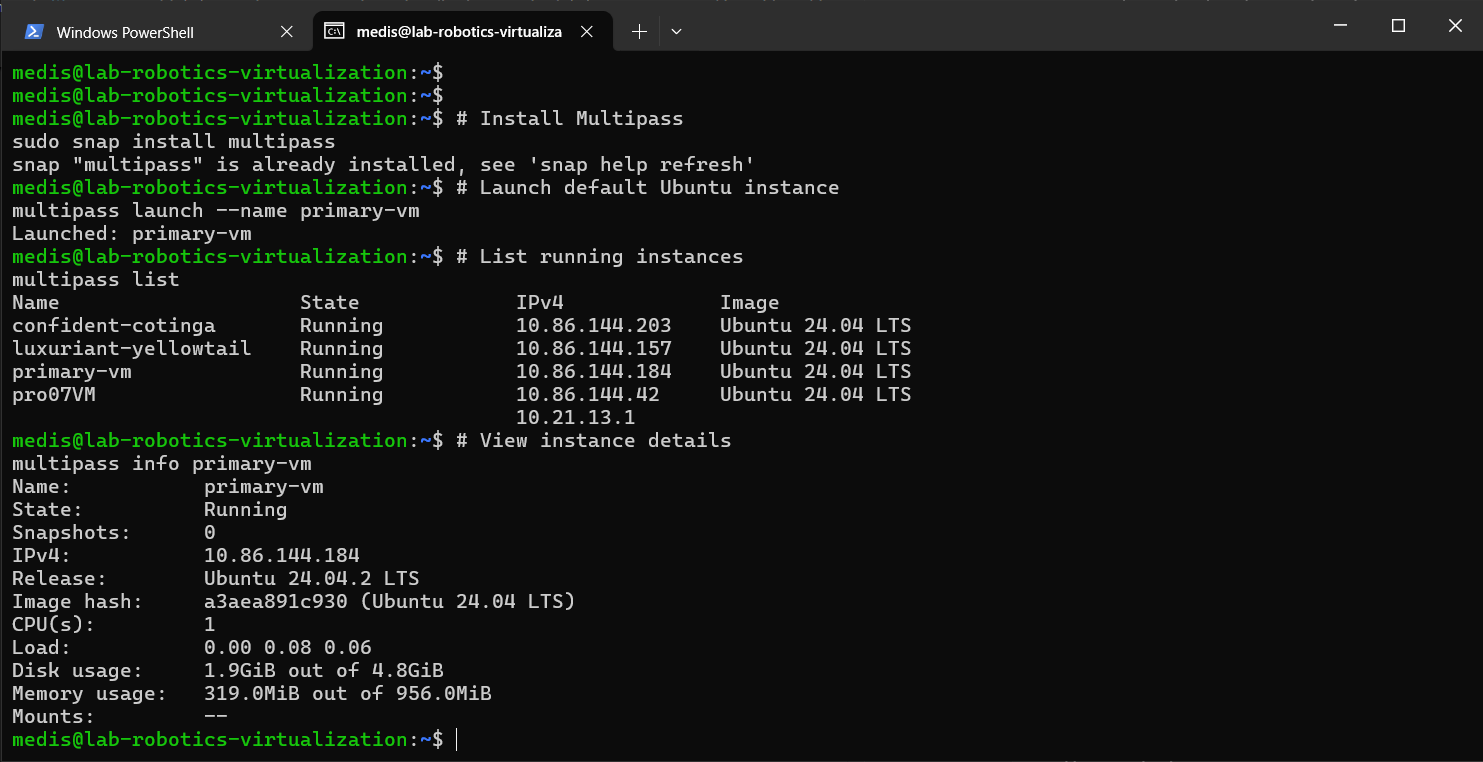 Windows PowerShell
medis@lab-robotics-virtualiza
medis@lab-robotics-virtualization:~$
medis@lab-robotics-virtualization:~$
medis@lab-robotics-virtualization:~$ # Install Multipass
sudo snap install multipass
snap "multipass" is already installed, see 'snap help refresh'
medis@lab-robotics-virtualization:~$ # Launch default Ubuntu instance
multipass launch --name primary-vm
Launched: primary-vm
medis@lab-robotics-virtualization:~$ # List running instances
multipass list
Name                    State             IPv4             Image
confident-cotinga       Running           10.86.144.203    Ubuntu 24.04 LTS
luxuriant-yellowtail    Running           10.86.144.157    Ubuntu 24.04 LTS
primary-vm              Running           10.86.144.184    Ubuntu 24.04 LTS
pro07VM                 Running           10.86.144.42     Ubuntu 24.04 LTS
                                          10.21.13.1
medis@lab-robotics-virtualization:~$ # View instance details
multipass info primary-vm
Name:           primary-vm
State:          Running
Snapshots:      0
IPv4:           10.86.144.184
Release:        Ubuntu 24.04.2 LTS
Image hash:     a3aea891c930 (Ubuntu 24.04 LTS)
CPU(s):         1
Load:           0.00 0.08 0.06
Disk usage:     1.9GiB out of 4.8GiB
Memory usage:   319.0MiB out of 956.0MiB
Mounts:         --
medis@lab-robotics-virtualization:~$